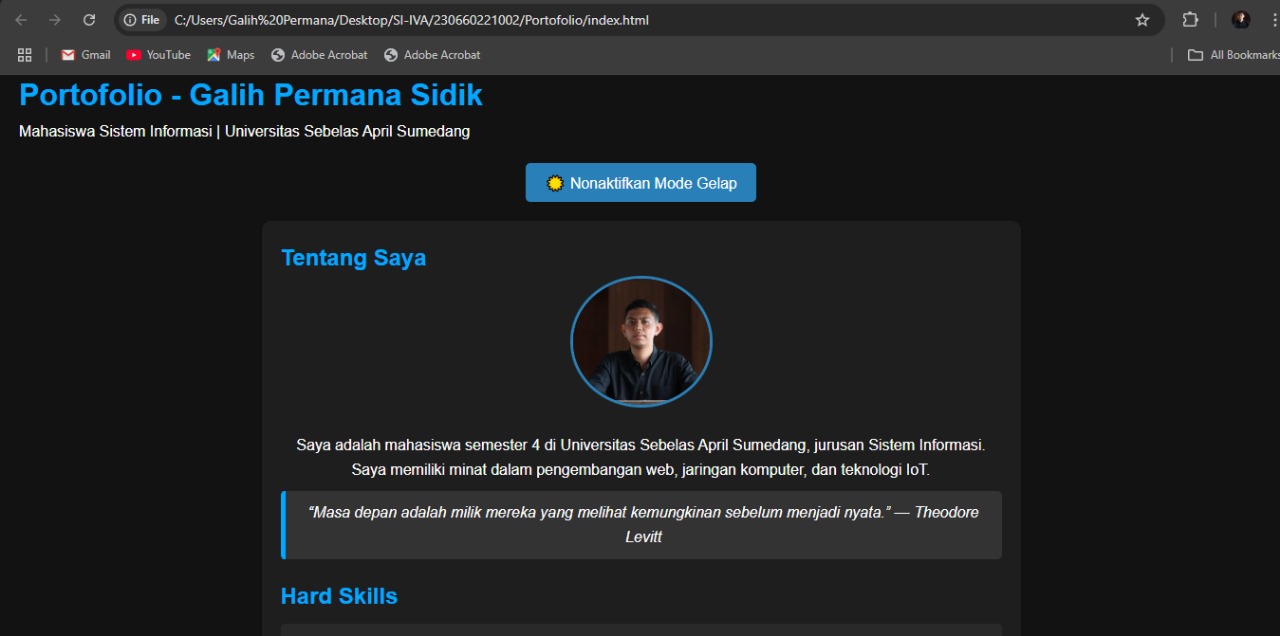 File
C:/Users/Galih%20Permana/Desktop/SI-IVA/230660221002/Portofolio/index.html
Gmail
YouTube
Maps
Adobe Acrobat
Adobe Acrobat
All Bookmarks
Portofolio - Galih Permana Sidik
Mahasiswa Sistem Informasi | Universitas Sebelas April Sumedang
Nonaktifkan Mode Gelap
Tentang Saya
Saya adalah mahasiswa semester 4 di Universitas Sebelas April Sumedang, jurusan Sistem Informasi.
Saya memiliki minat dalam pengembangan web, jaringan komputer, dan teknologi IoT.
“Masa depan adalah milik mereka yang melihat kemungkinan sebelum menjadi nyata.” — Theodore
Levitt
Hard Skills